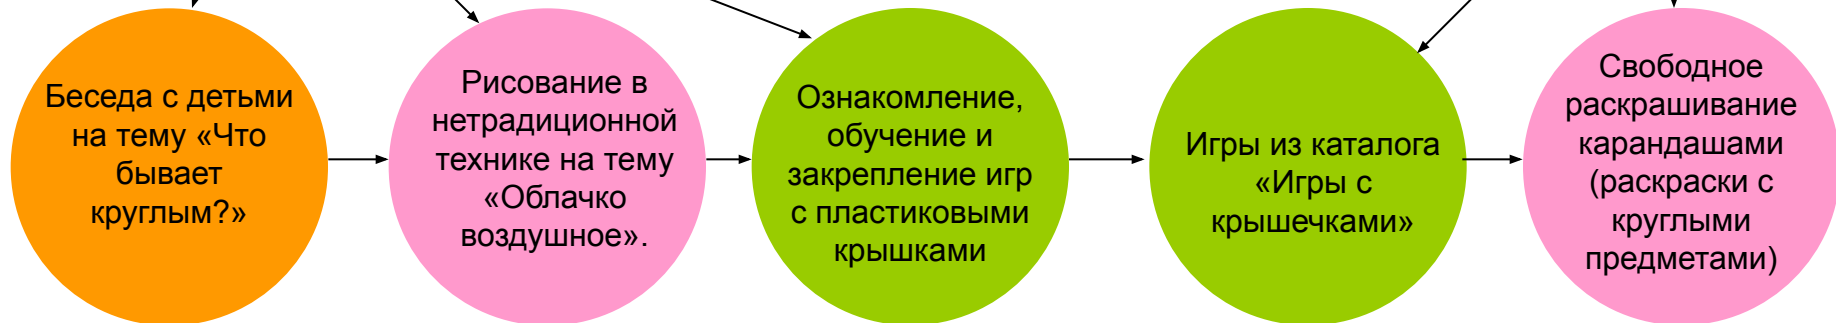 Беседа с детьми
на тему «Что
бывает
круглым?»
Рисование в
нетрадиционной
технике на тему
«Облачко
воздушное».
Ознакомление,
обучение и
закрепление игр
с пластиковыми
крышками
Игры из каталога
«Игры с
крышечками»
Свободное
раскрашивание
карандашами
(раскраски с
круглыми
предметами)